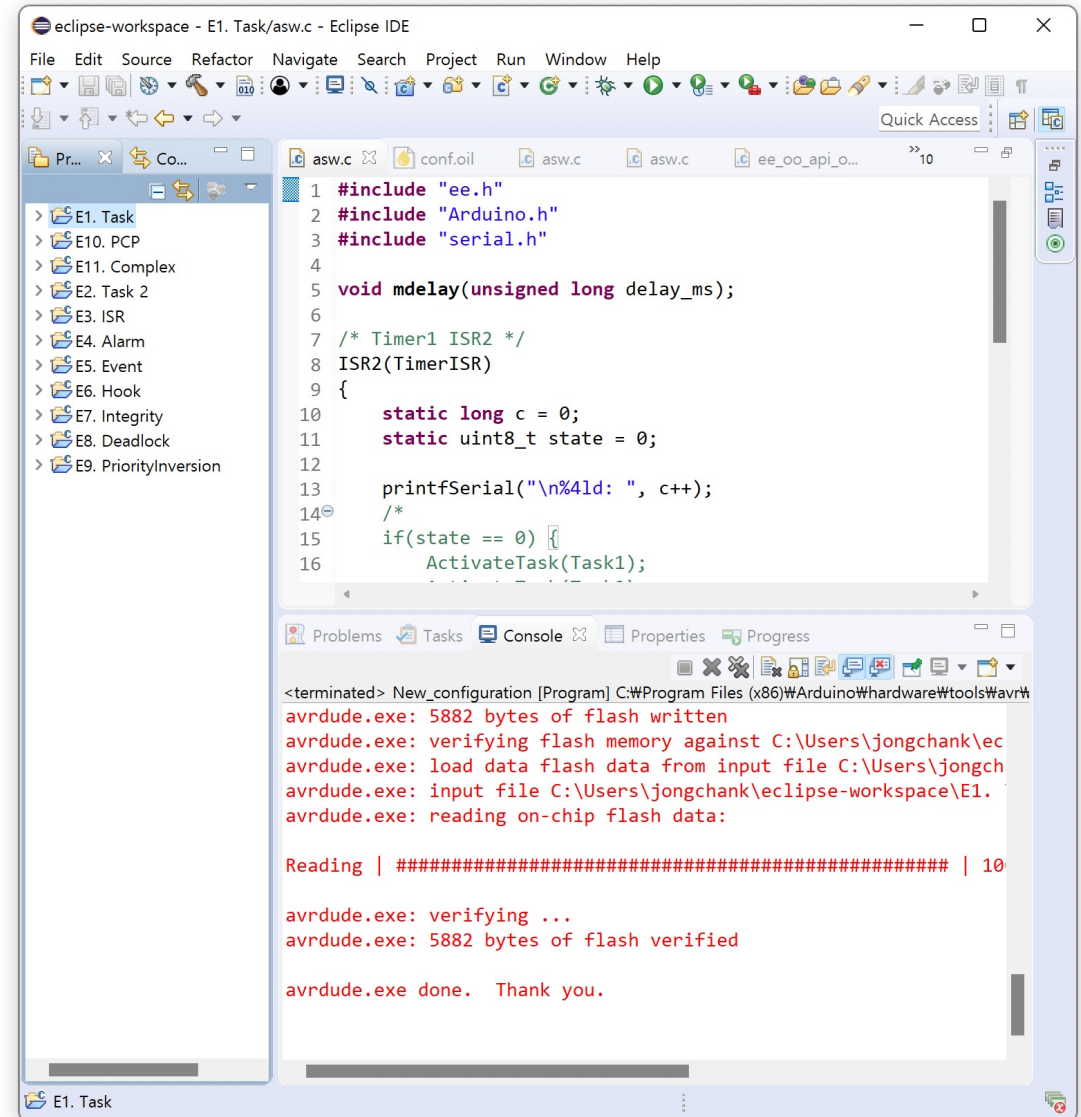 eclipse-workspace - E1. Task/asw.c - Eclipse IDE
File Edit Source Refactor Navigate Search Project Run Window Help
Quick Access
Pr... Co...
asw.c conf.oil asw.c asw.c ee_oo_api_o... »10
E1. Task
E10. PCP
E11. Complex
E2. Task 2
E3. ISR
E4. Alarm
E5. Event
E6. Hook
E7. Integrity
E8. Deadlock
E9. PriorityInversion
1 #include "ee.h"
2 #include "Arduino.h"
3 #include "serial.h"
4
5 void mdelay(unsigned long delay_ms);
6
7 /* Timer1 ISR2 */
8 ISR2(TimerISR)
9 {
10 static long c = 0;
11 static uint8_t state = 0;
12
13 printfSerial("\n%4ld: ", c++);
14 /*
15 if(state == 0) {
16 ActivateTask(Task1);
Problems Tasks Console Properties Progress
<terminated> New_configuration [Program] C:₩Program Files (x86)₩Arduino₩hardware₩tools₩avr₩
avrdude.exe: 5882 bytes of flash written
avrdude.exe: verifying flash memory against C:\Users\jongchank\ec
avrdude.exe: load data flash data from input file C:\Users\jongch
avrdude.exe: input file C:\Users\jongchank\eclipse-workspace\E1.
avrdude.exe: reading on-chip flash data:
Reading | ################################################## | 10
avrdude.exe: verifying ...
avrdude.exe: 5882 bytes of flash verified
avrdude.exe done. Thank you.
E1. Task